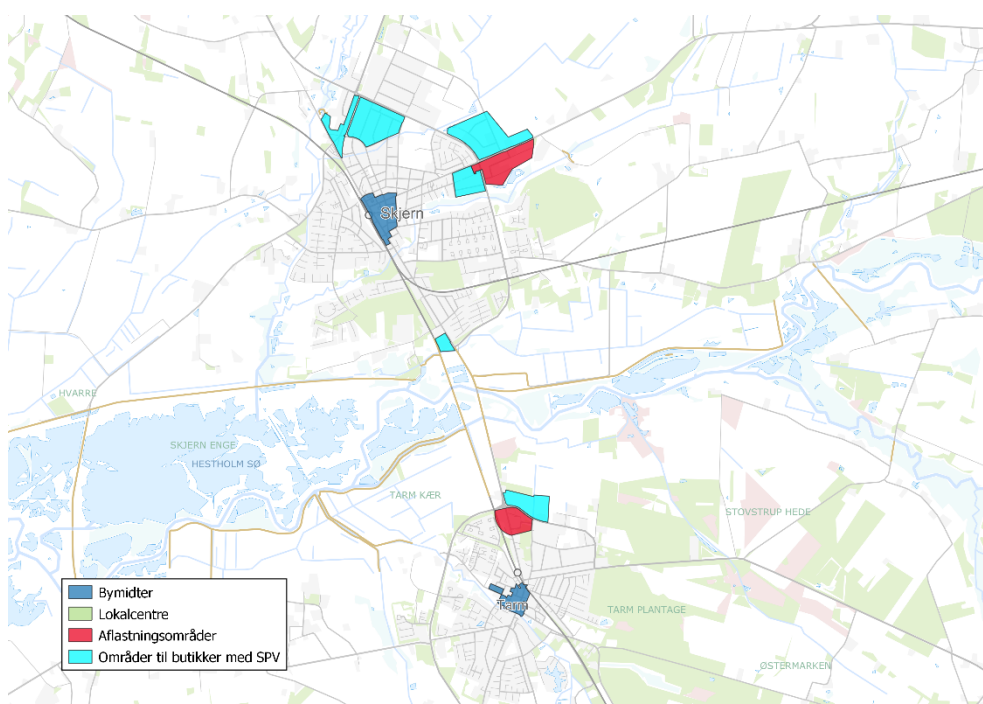 Skjern
HVARRE
SKJERN ENGE
HESTHOLM SØ
TARM KÆR
STOVSTRUP HEDE
Tarm
TARM PLANTAGE
ØSTERMARKEN
Bymidter
Lokalcentre
Aflastningsområder
Områder til butikker med SPV